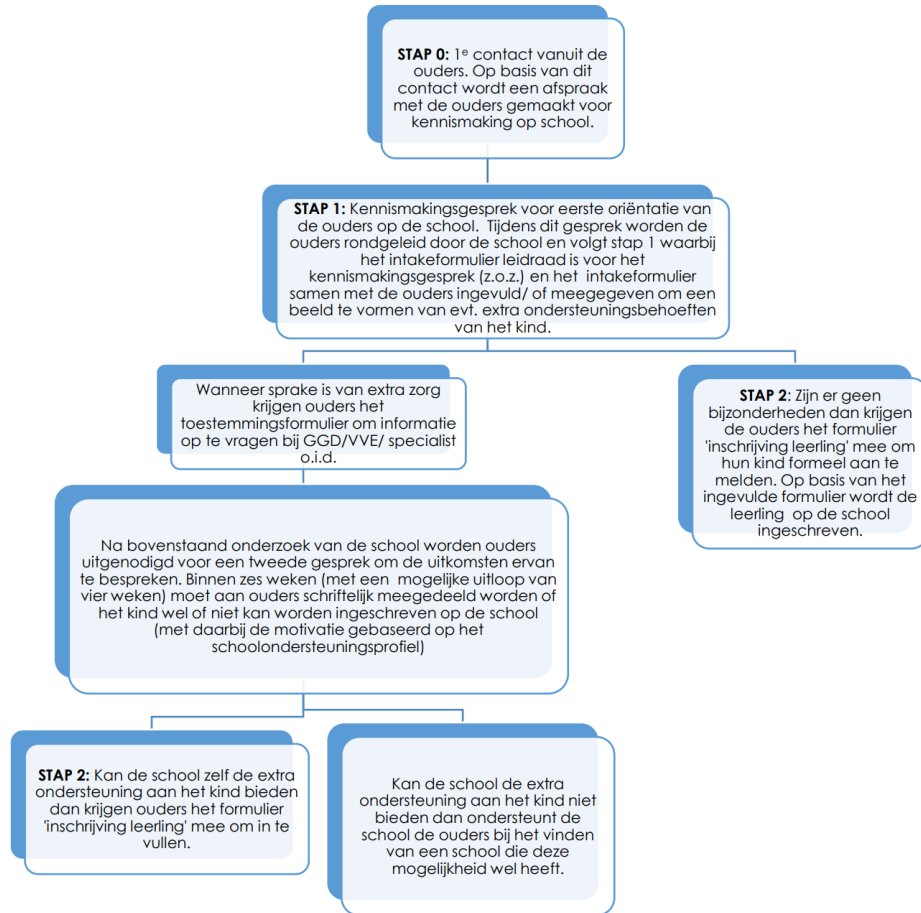 STAP 0: 1e contact vanuit de
ouders. Op basis van dit
contact wordt een afspraak
met de ouders gemaakt voor
kennismaking op school.
STAP 1: Kennismakingsgesprek voor eerste oriëntatie van
de ouders op de school. Tijdens dit gesprek worden de
ouders rondgeleid door de school en volgt stap 1 waarbij
het intakeformulier leidraad is voor het
kennismakingsgesprek (z.o.z.) en het intakeformulier
samen met de ouders ingevuld/ of meegegeven om een
beeld te vormen van evt. extra ondersteuningsbehoeften
van het kind.
Wanneer sprake is van extra zorg
krijgen ouders het
toestemmingsformulier om informatie
op te vragen bij GGD/VVE/ specialist
o.i.d.
STAP 2: Zijn er geen
bijzonderheden dan krijgen
de ouders het formulier
'inschrijving leerling' mee om
hun kind formeel aan te
melden. Op basis van het
ingevulde formulier wordt de
leerling op de school
ingeschreven.
Na bovenstaand onderzoek van de school worden ouders
uitgenodigd voor een tweede gesprek om de uitkomsten ervan
te bespreken. Binnen zes weken (met een mogelijke uitloop van
vier weken) moet aan ouders schriftelijk meegedeeld worden of
het kind wel of niet kan worden ingeschreven op de school
(met daarbij de motivatie gebaseerd op het
schoolondersteuningsprofiel)
STAP 2: Kan de school zelf de extra
ondersteuning aan het kind bieden
dan krijgen ouders het formulier
'inschrijving leerling' mee om in te
vullen.
Kan de school de extra
ondersteuning aan het kind niet
bieden dan ondersteunt de
school de ouders bij het vinden
van een school die deze
mogelijkheid wel heeft.